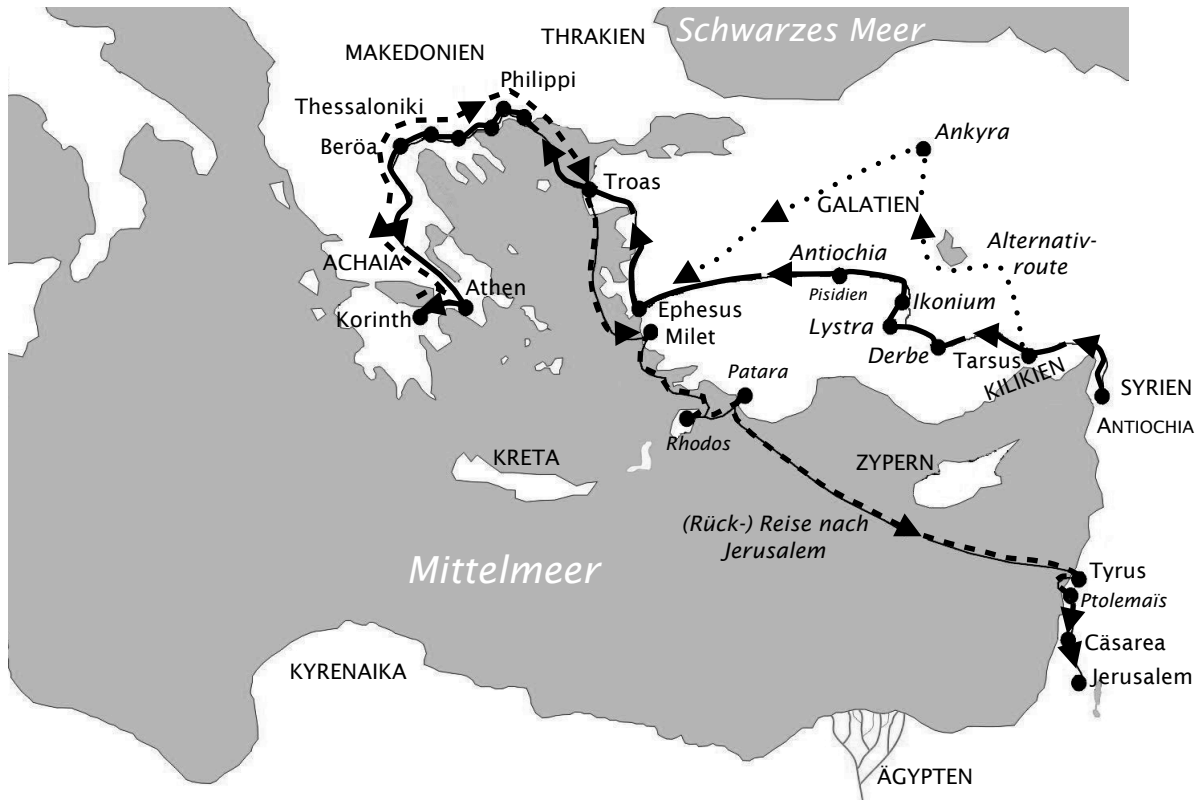 Schwarzes Meer
THRAKIEN
MAKEDONIEN
Philippi
Thessaloniki
Beröa
Ankyra
Troas
GALATIEN
Alternativ-
route
Antiochia
Pisidien
ACHAIA
Athen
Korinth
Ephesus
Milet
Ikonium
Lystra
Derbe
Tarsus
KILIKIEN
SYRIEN
ANTIOCHIA
Patara
Rhodos
KRETA
ZYPERN
(Rück-) Reise nach
Jerusalem
Mittelmeer
Tyrus
Ptolemaïs
Cäsarea
Jerusalem
KYRENAIKA
ÄGYPTEN